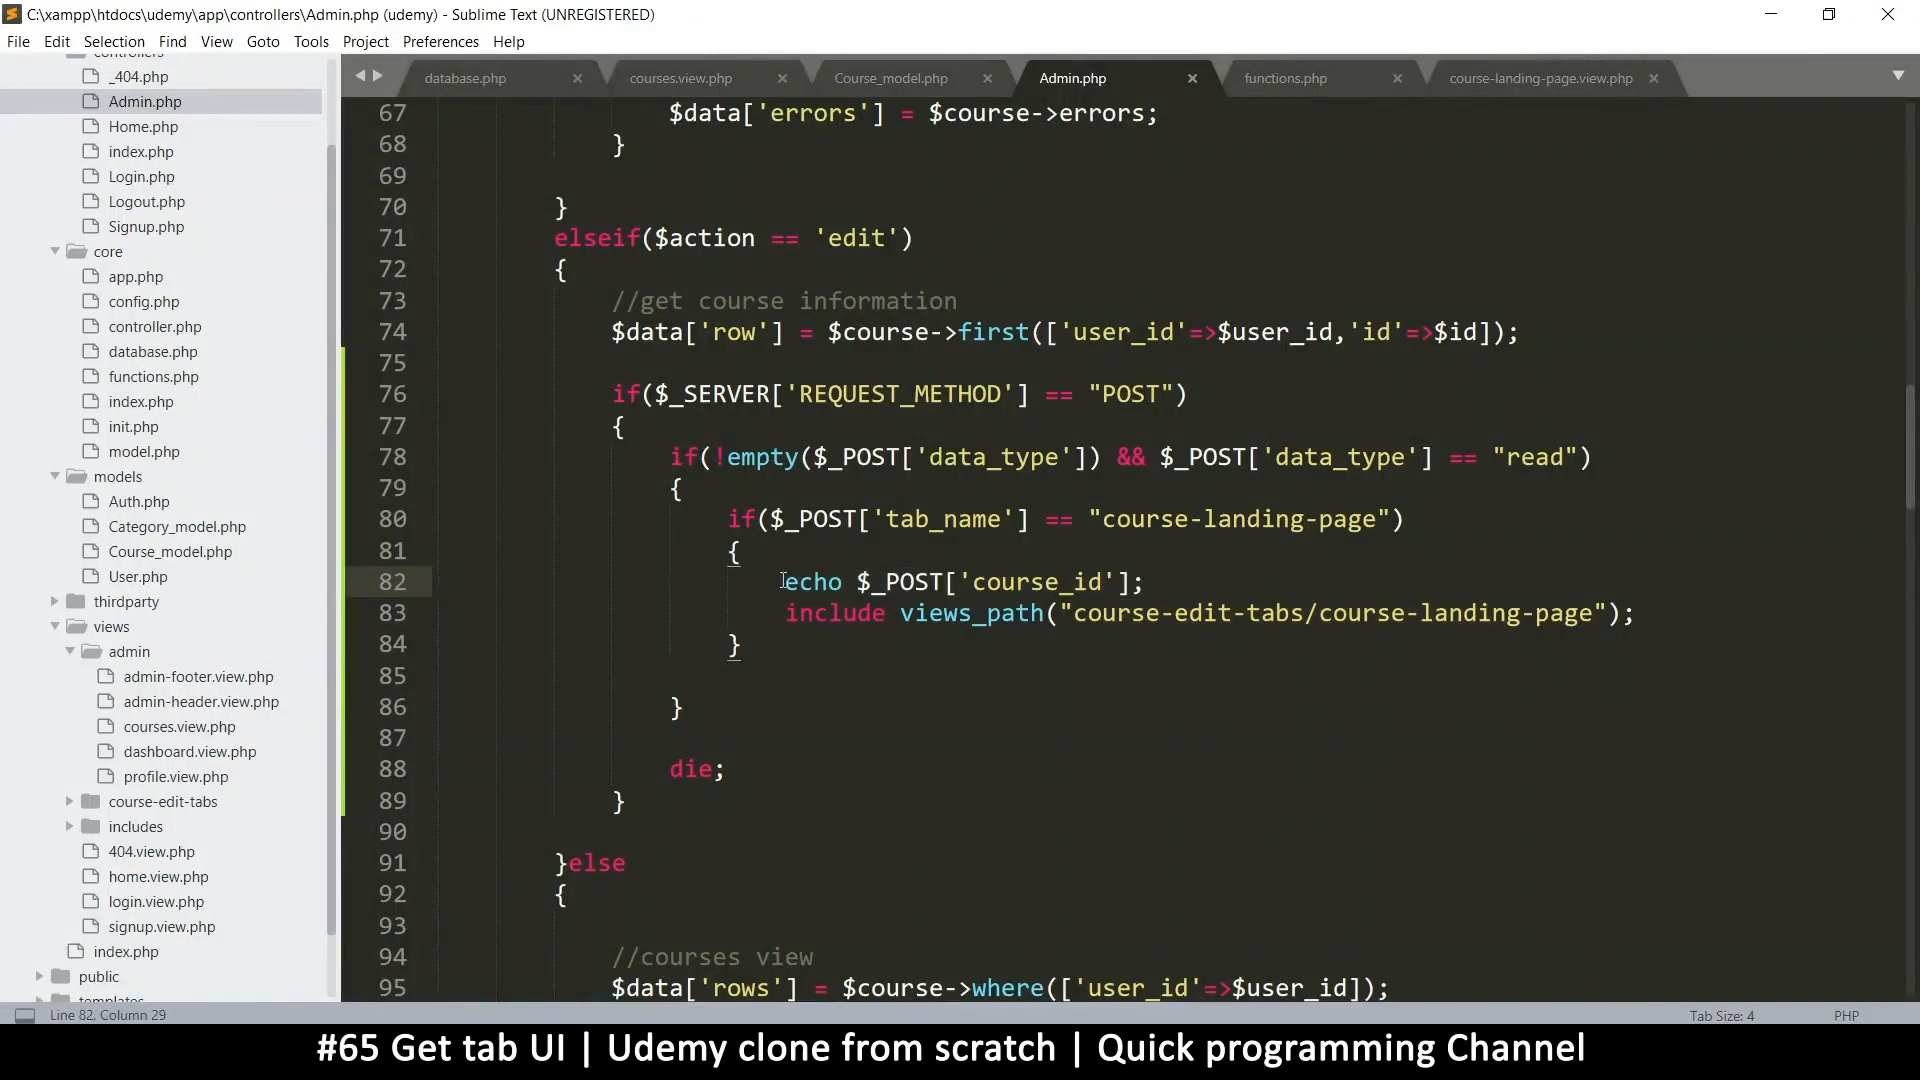 C:\xampp\htdocs\udemy\app\controllers\Admin.php (udemy) - Sublime Text (UNREGISTERED)
File Edit Selection Find View Goto Tools Project Preferences Help
controllers
_404.php
Admin.php
Home.php
index.php
Login.php
Logout.php
Signup.php
core
app.php
config.php
controller.php
database.php
functions.php
index.php
init.php
model.php
models
Auth.php
Category_model.php
Course_model.php
User.php
thirdparty
views
admin
admin-footer.view.php
admin-header.view.php
courses.view.php
dashboard.view.php
profile.view.php
course-edit-tabs
includes
404.view.php
home.view.php
login.view.php
signup.view.php
index.php
public
templates
database.php courses.view.php Course_model.php Admin.php functions.php course-landing-page.view.php
67 $data['errors'] = $course->errors;
68 }
69
70 }
71 elseif($action == 'edit')
72 {
73 //get course information
74 $data['row'] = $course->first(['user_id'=>$user_id,'id'=>$id]);
75
76 if($_SERVER['REQUEST_METHOD'] == "POST")
77 {
78 if(!empty($_POST['data_type']) && $_POST['data_type'] == "read")
79 {
80 if($_POST['tab_name'] == "course-landing-page")
81 {
82 echo $_POST['course_id'];
83 include views_path("course-edit-tabs/course-landing-page");
84 }
85
86 }
87
88 die;
89 }
90
91 }else
92 {
93
94 //courses view
95 $data['rows'] = $course->where(['user_id'=>$user_id]);
Line 82, Column 29 Tab Size: 4 PHP
#65 Get tab UI | Udemy clone from scratch | Quick programming Channel